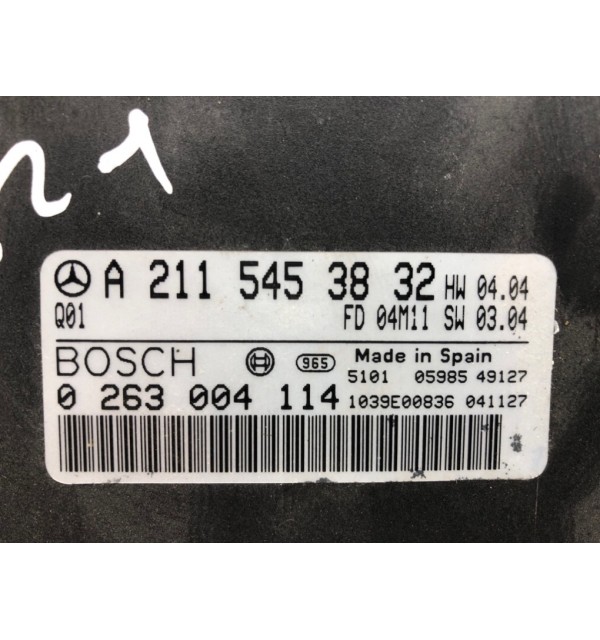 21
A 211 545 38 32 HW 04.04
Q01 FD 04M11 SW 03.04
BOSCH 965 Made in Spain
5101 05985 49127
0 263 004 114 1039E00836 041127